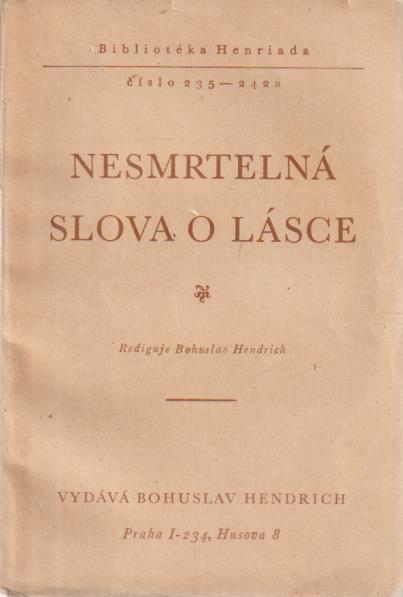 Bibliotéka Henriada
číslo 235—242a
NESMRTELNÁ
SLOVA O LÁSCE
Rediguje Bohuslav Hendrich
VYDÁVÁ BOHUSLAV HENDRICH
Praha I-234, Husova 8